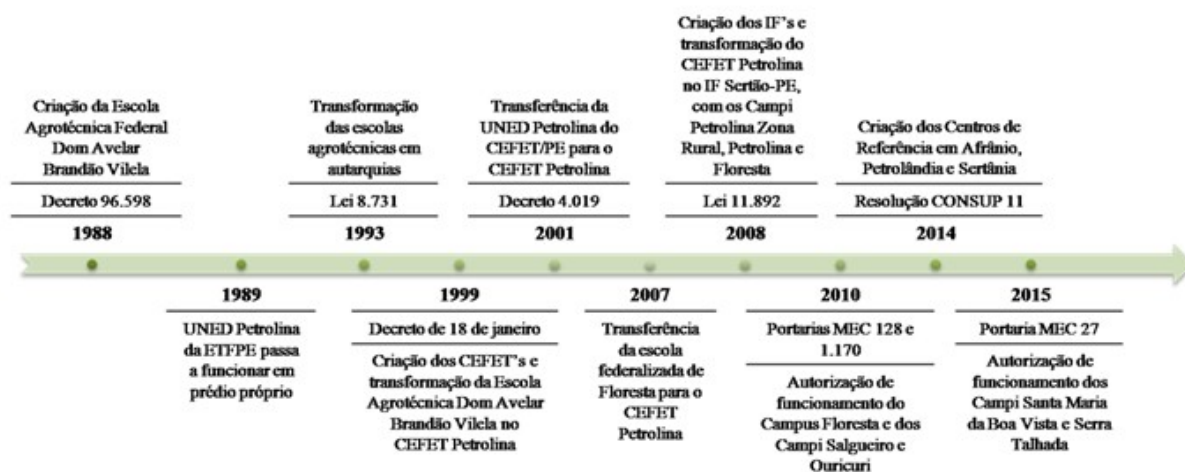 Criação da Escola
Agrotécnica Federal
Dom Avelar
Brandão Vilela
Decreto 96.598
1988
Transformação
das escolas
agrotécnicas em
autarquias
Lei 8.731
1993
Transferência da
UNED Petrolina do
CEFET/PE para o
CEFET Petrolina
Decreto 4.019
2001
Criação dos IF's e
transformação do
CEFET Petrolina
no IF Sertão-PE,
com os Campi
Petrolina Zona
Rural, Petrolina e
Floresta
Lei 11.892
2008
Criação dos Centros de
Referência em Afrânio,
Petrolândia e Sertânia
Resolução CONSUP 11
2014
1989
UNED Petrolina
da ETFPE passa
a funcionar em
prédio próprio
1999
Decreto de 18 de janeiro
Criação dos CEFET's e
transformação da Escola
Agrotécnica Dom Avelar
Brandão Vilela no
CEFET Petrolina
2007
Transferência
da escola
federalizada de
Floresta para o
CEFET
Petrolina
2010
Portarias MEC 128 e
1.170
Autorização de
funcionamento do
Campus Floresta e dos
Campi Salgueiro e
Ouricuri
2015
Portaria MEC 27
Autorização de
funcionamento dos
Campi Santa Maria
da Boa Vista e Serra
Talhada